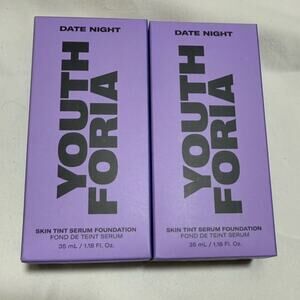 DATE NIGHT
YOUTH
FORIA
SKIN TINT SERUM FOUNDATION
FOND DE TEINT SERUM
35 mL / 1.18 Fl. Oz.
DATE NIGHT
YOUTH
FORIA
SKIN TINT SERUM FOUNDATION
FOND DE TEINT SERUM
35 mL / 1.18 Fl. Oz.